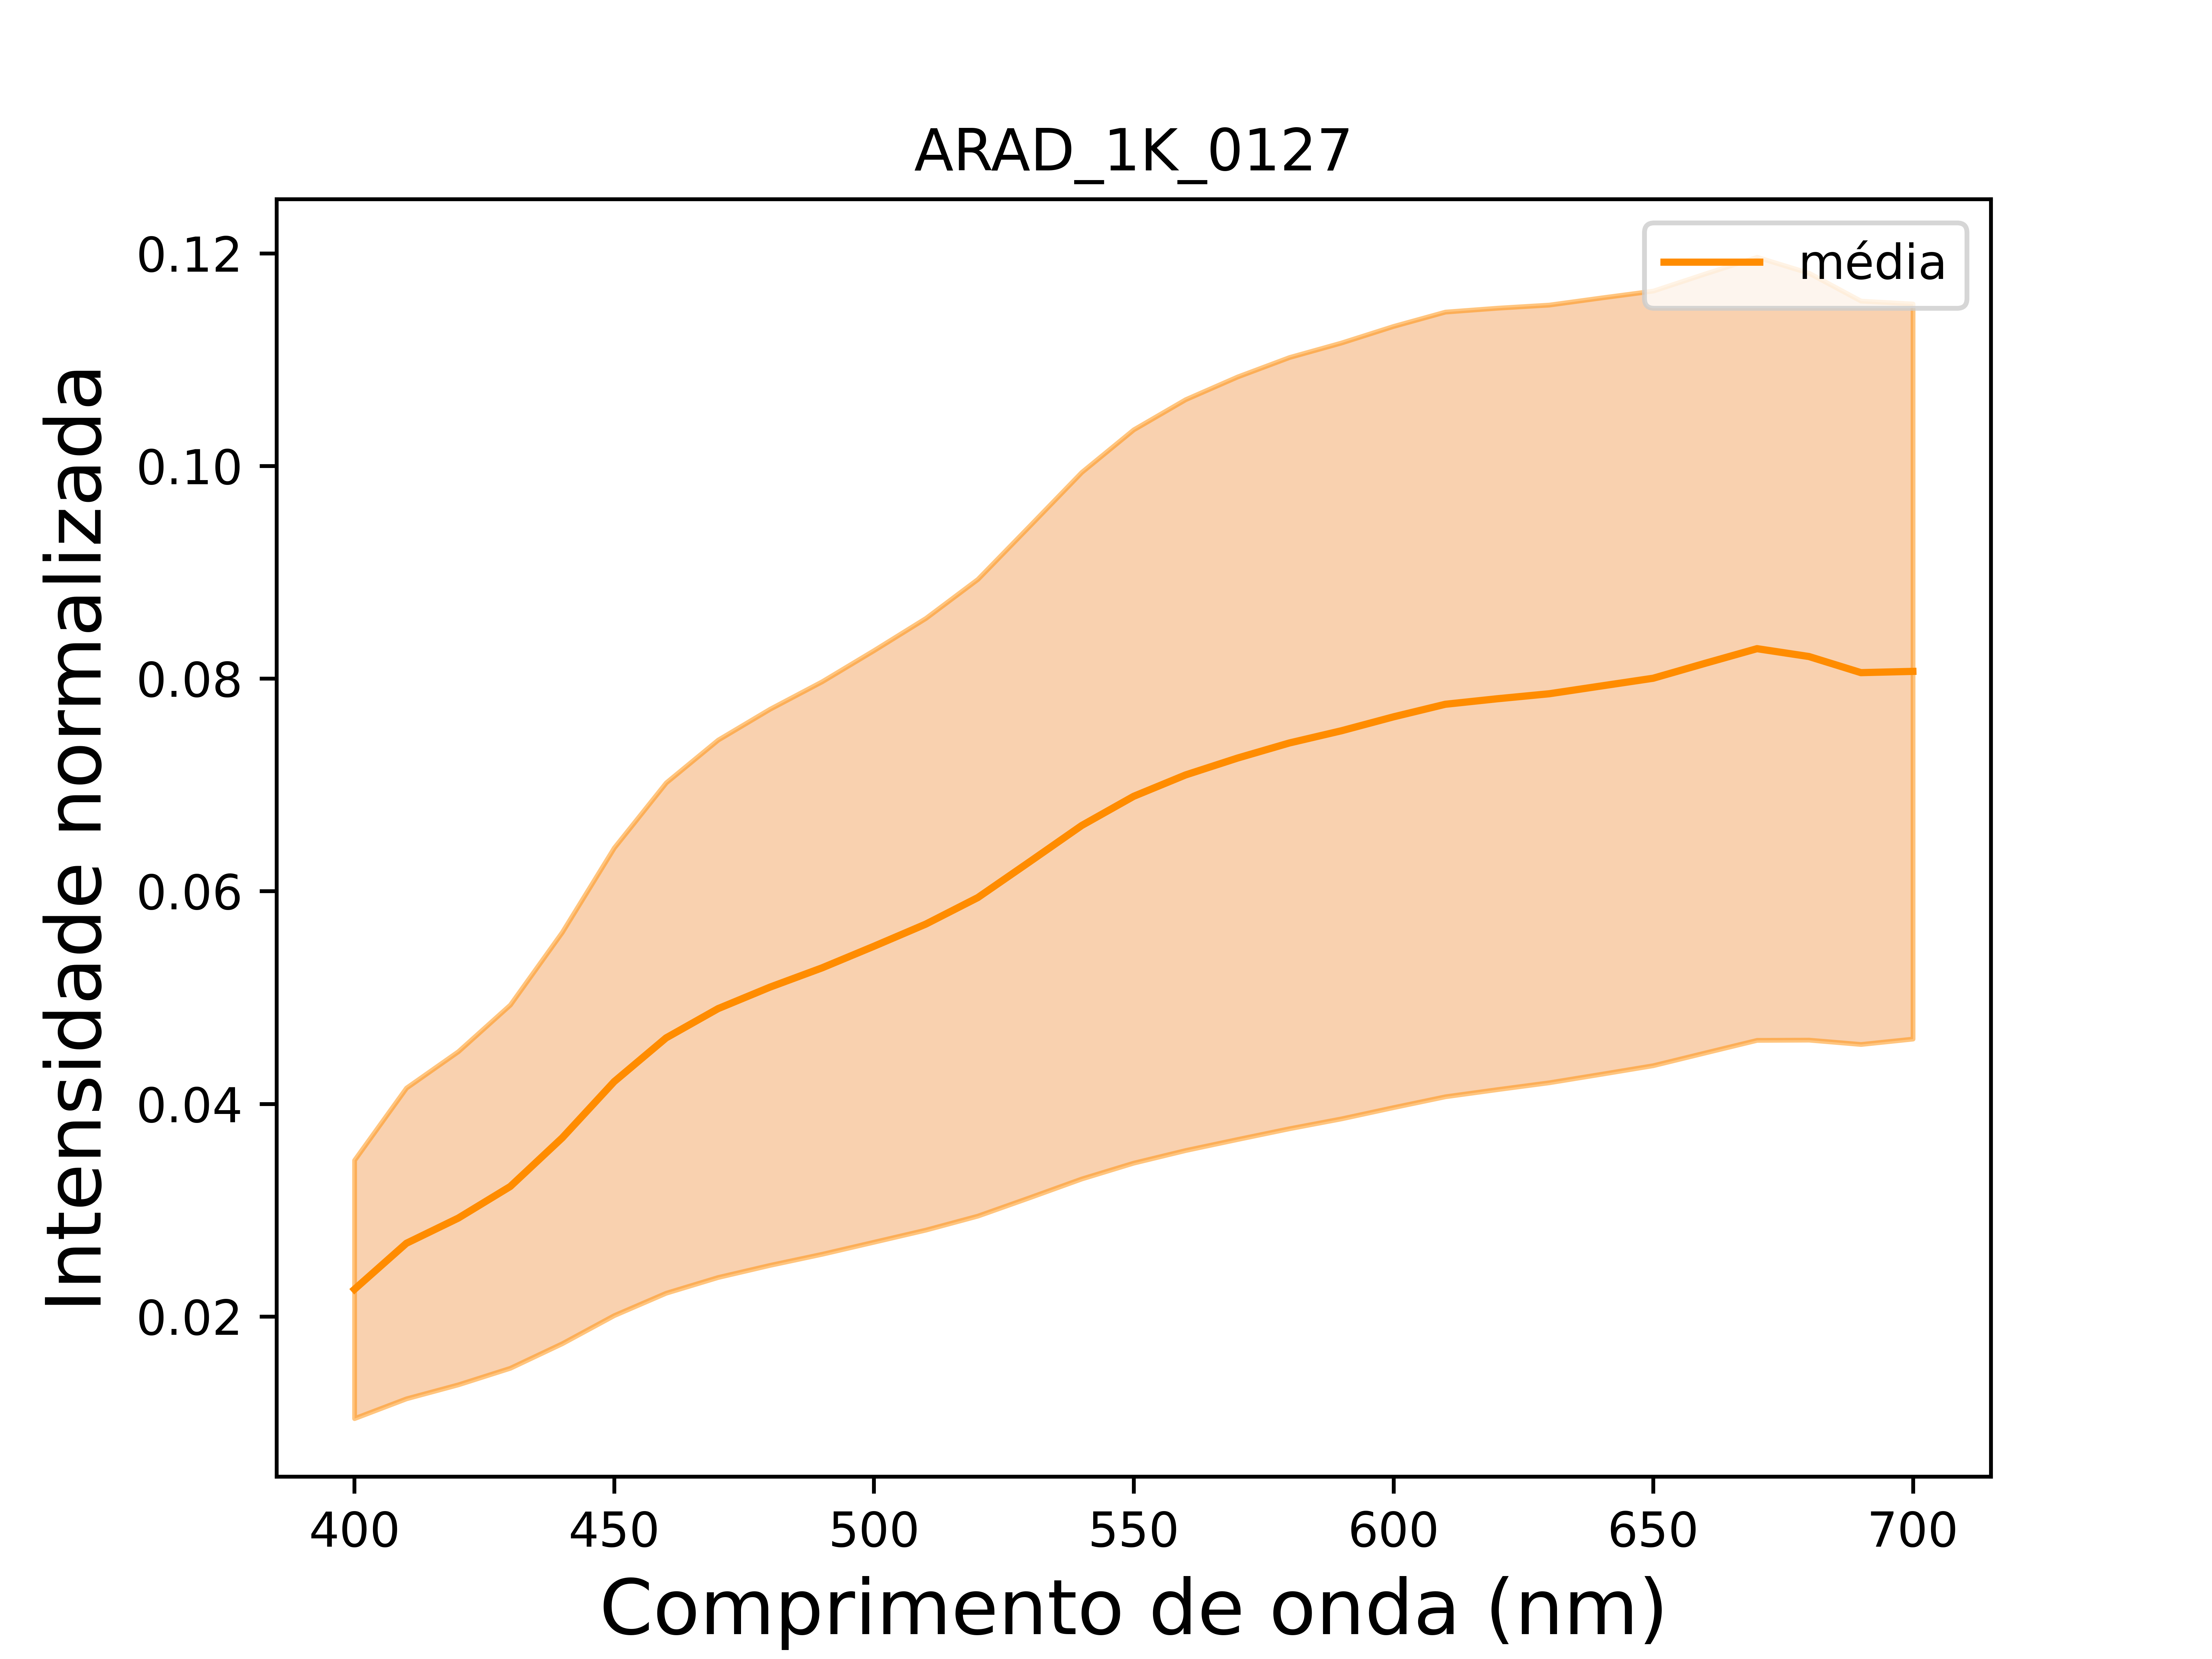 ARAD_1K_0127
média
Intensidade normalizada
0.12
0.10
0.08
0.06
0.04
0.02
400 450 500 550 600 650 700
Comprimento de onda (nm)